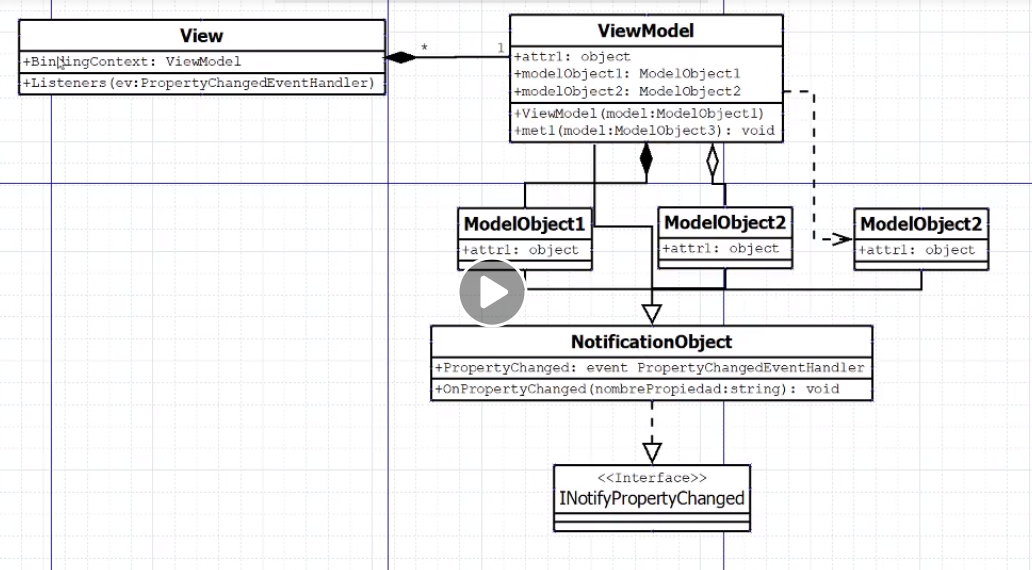 View
+BindingContext: ViewModel
+Listeners(ev:PropertyChangedEventHandler)
*
1
ViewModel
+attr1: object
+modelObject1: ModelObject1
+modelObject2: ModelObject2
+ViewModel(model:ModelObject1)
+met1(model:ModelObject3): void
ModelObject1
+attr1: object
ModelObject2
+attr1: object
ModelObject2
+attr1: object
NotificationObject
+PropertyChanged: event PropertyChangedEventHandler
+OnPropertyChanged(nombrePropiedad:string): void
<<Interface>>
INotifyPropertyChanged